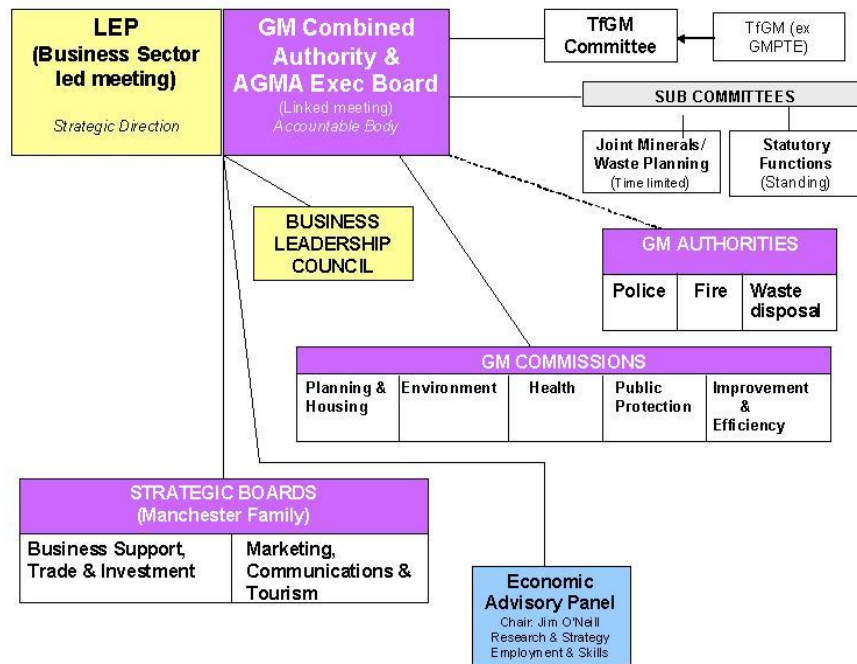 LEP
(Business Sector
led meeting)
Strategic Direction
GM Combined
Authority &
AGMA Exec Board
(Linked meeting)
Accountable Body
TfGM
Committee
TfGM (ex
GMPTE)
SUB COMMITTEES
Joint Minerals/
Waste Planning
(Time limited)
Statutory
Functions
(Standing)
BUSINESS
LEADERSHIP
COUNCIL
GM AUTHORITIES
Police
Fire
Waste
disposal
GM COMMISSIONS
Planning &
Housing
Environment
Health
Public
Protection
Improvement
&
Efficiency
STRATEGIC BOARDS
(Manchester Family)
Business Support,
Trade & Investment
Marketing,
Communications &
Tourism
Economic
Advisory Panel
Chair: Jim O'Neill
Research & Strategy
Employment & Skills